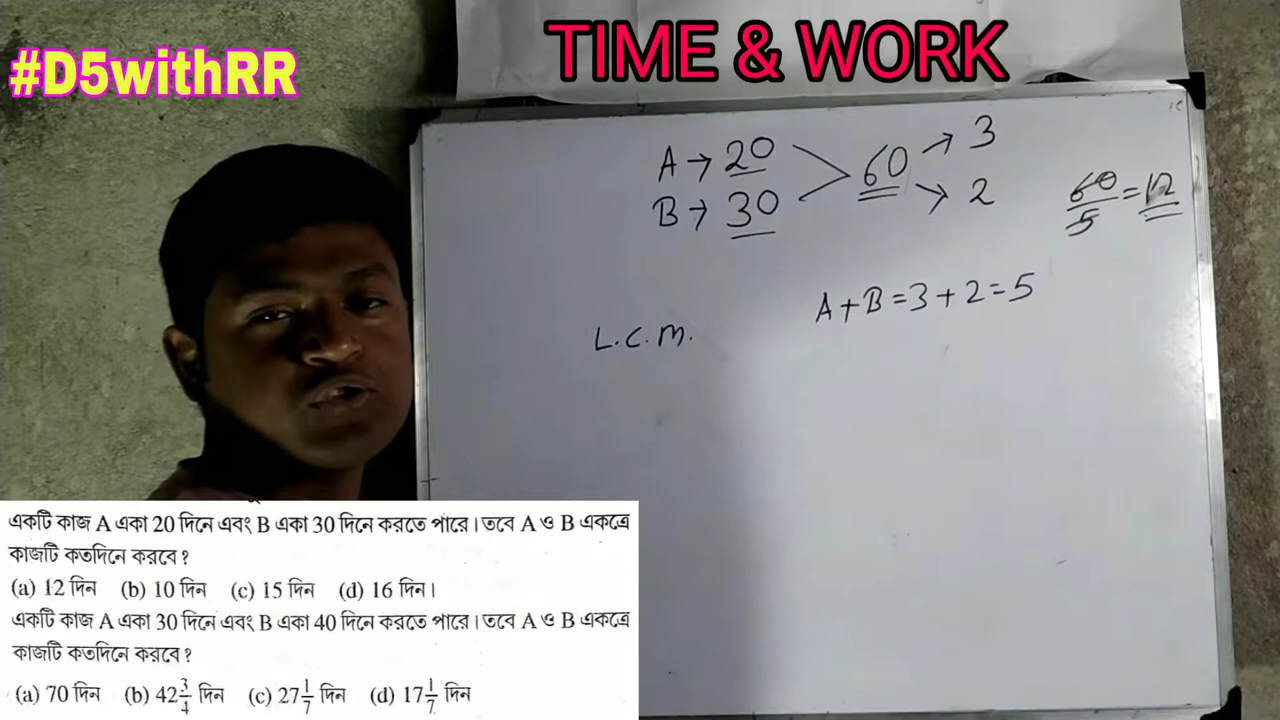 #D5withRR
TIME & WORK
A → 20
B → 30
60
→ 3
→ 2
60/5 = 12
A + B = 3 + 2 = 5
L.C.M.
একটি কাজ A একা 20 দিনে এবং B একা 30 দিনে করতে পারে। তবে A ও B একত্রে
কাজটি কতদিনে করবে?
(a) 12 দিন (b) 10 দিন (c) 15 দিন (d) 16 দিন।
একটি কাজ A একা 30 দিনে এবং B একা 40 দিনে করতে পারে। তবে A ও B একত্রে
কাজটি কতদিনে করবে?
(a) 70 দিন (b) 42 3/4 দিন (c) 27 1/7 দিন (d) 17 1/7 দিন